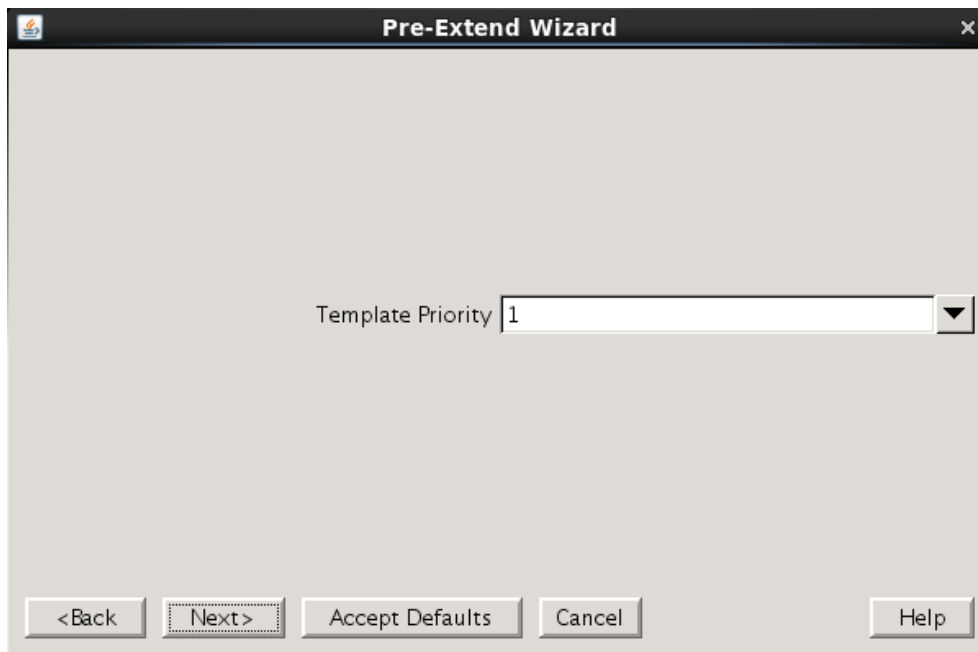 Pre-Extend Wizard
Template Priority 1
<Back Next> Accept Defaults Cancel Help